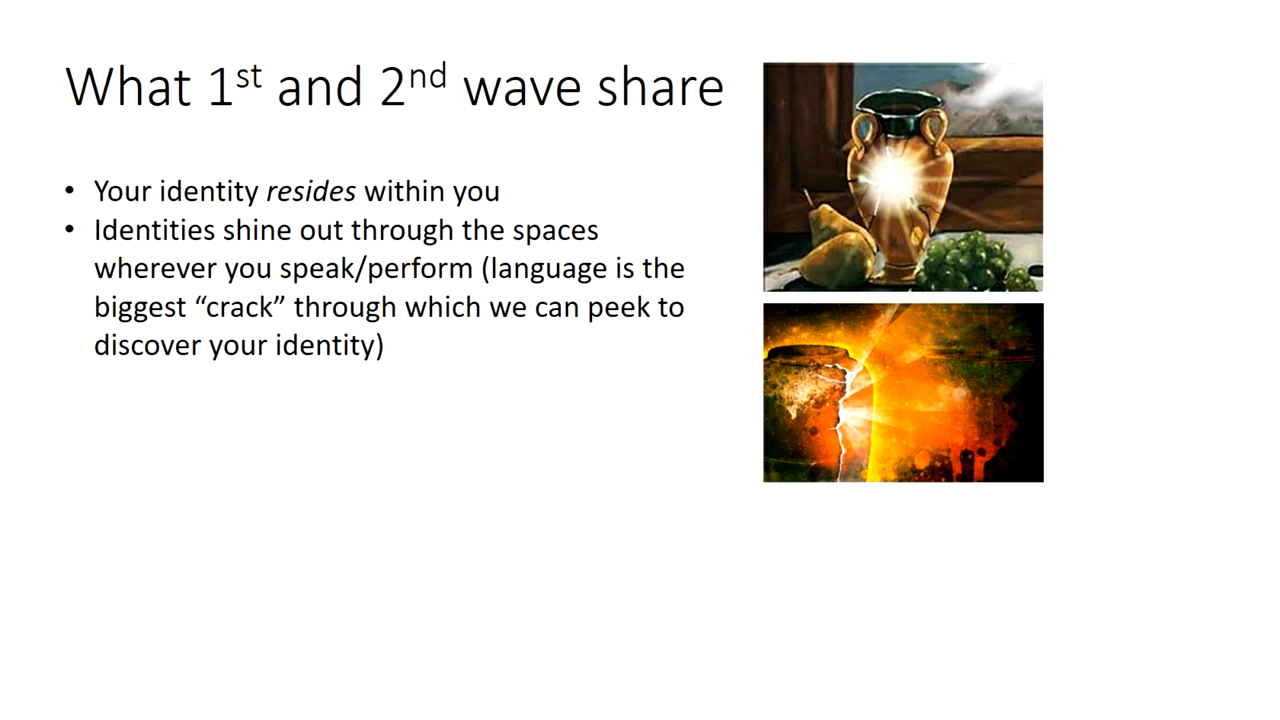 What 1st and 2nd wave share
• Your identity resides within you
• Identities shine out through the spaces
wherever you speak/perform (language is the
biggest “crack” through which we can peek to
discover your identity)